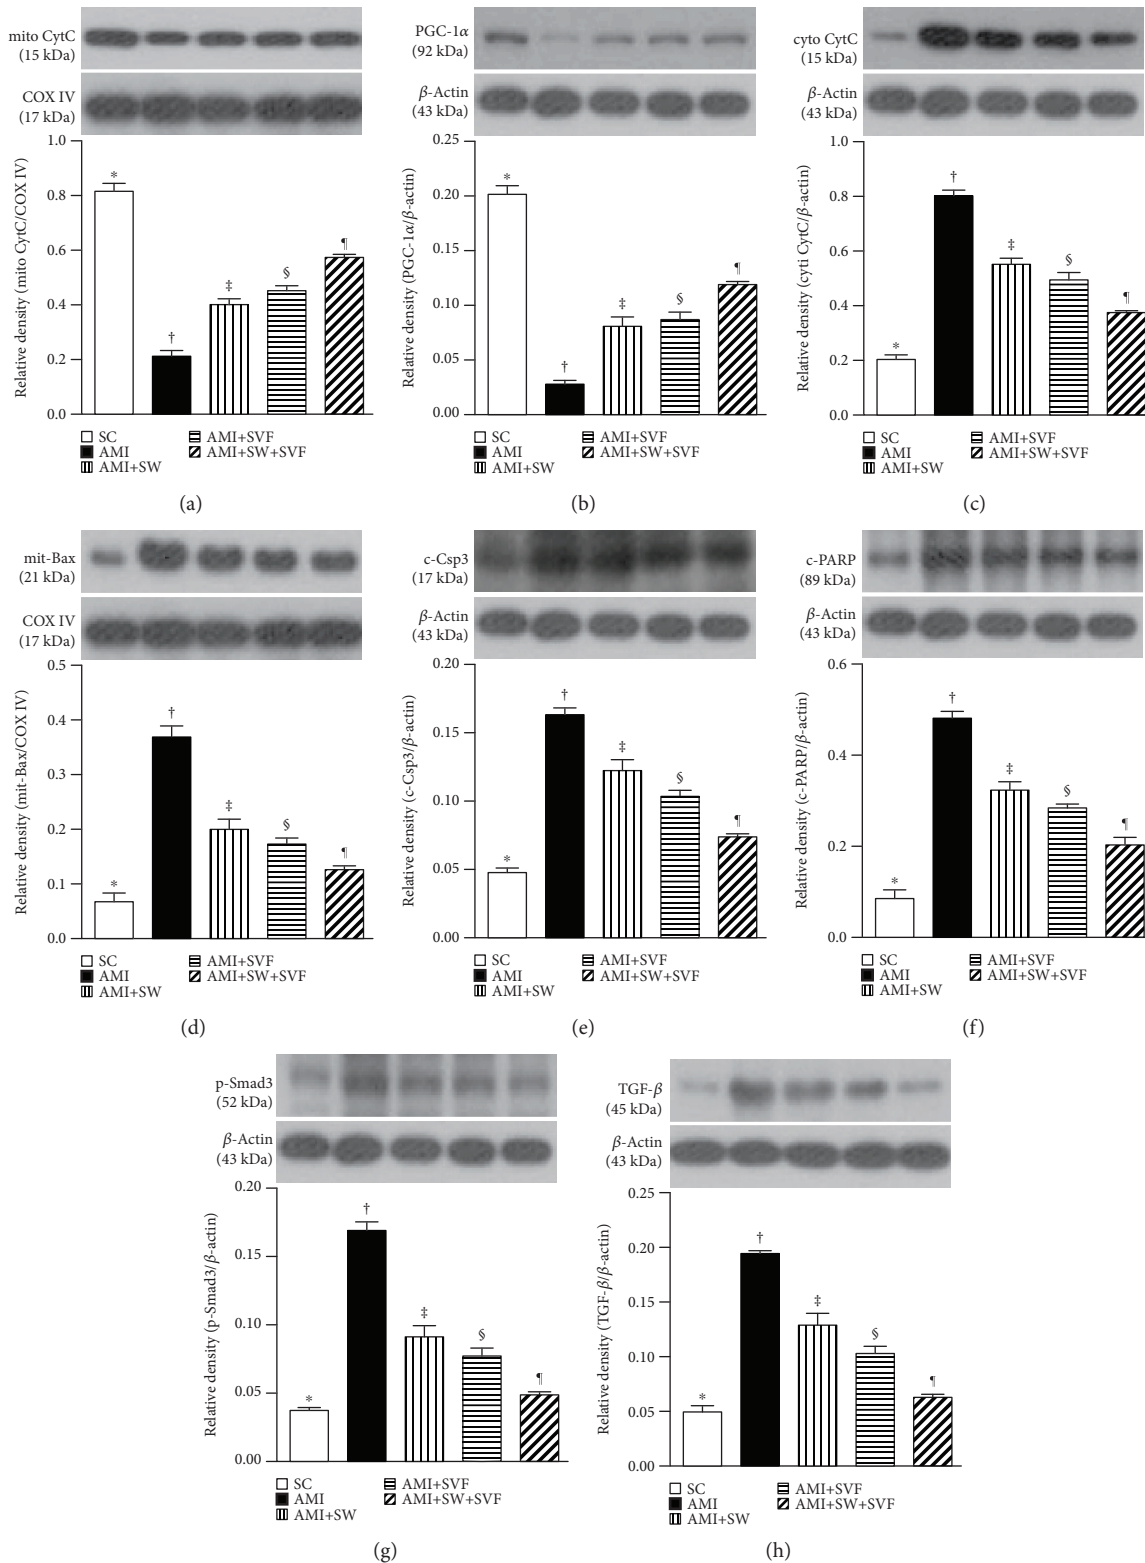 mito CytC
(15 kDa)
COX IV
(17 kDa)
Relative density (mito CytC/COX IV)
1.0
0.8
0.6
0.4
0.2
0.0
*
†
‡
§
¶
SC
AMI
AMI+SW
AMI+SVF
AMI+SW+SVF
(a)
PGC-1α
(92 kDa)
β-Actin
(43 kDa)
Relative density (PGC-1α/β-actin)
0.25
0.20
0.15
0.10
0.05
0.00
*
†
‡
§
¶
SC
AMI
AMI+SW
AMI+SVF
AMI+SW+SVF
(b)
cyto CytC
(15 kDa)
β-Actin
(43 kDa)
Relative density (cyti CytC/β-actin)
1.0
0.8
0.6
0.4
0.2
0.0
*
†
‡
§
¶
SC
AMI
AMI+SW
AMI+SVF
AMI+SW+SVF
(c)
mit-Bax
(21 kDa)
COX IV
(17 kDa)
Relative density (mit-Bax/COX IV)
0.5
0.4
0.3
0.2
0.1
0.0
*
†
‡
§
¶
SC
AMI
AMI+SW
AMI+SVF
AMI+SW+SVF
(d)
c-Csp3
(17 kDa)
β-Actin
(43 kDa)
Relative density (c-Csp3/β-actin)
0.20
0.15
0.10
0.05
0.00
*
†
‡
§
¶
SC
AMI
AMI+SW
AMI+SVF
AMI+SW+SVF
(e)
c-PARP
(89 kDa)
β-Actin
(43 kDa)
Relative density (c-PARP/β-actin)
0.6
0.4
0.2
0.0
*
†
‡
§
¶
SC
AMI
AMI+SW
AMI+SVF
AMI+SW+SVF
(f)
p-Smad3
(52 kDa)
β-Actin
(43 kDa)
Relative density (p-Smad3/β-actin)
0.20
0.15
0.10
0.05
0.00
*
†
‡
§
¶
SC
AMI
AMI+SW
AMI+SVF
AMI+SW+SVF
(g)
TGF-β
(45 kDa)
β-Actin
(43 kDa)
Relative density (TGF-β/β-actin)
0.25
0.20
0.15
0.10
0.05
0.00
*
†
‡
§
¶
SC
AMI
AMI+SW
AMI+SVF
AMI+SW+SVF
(h)